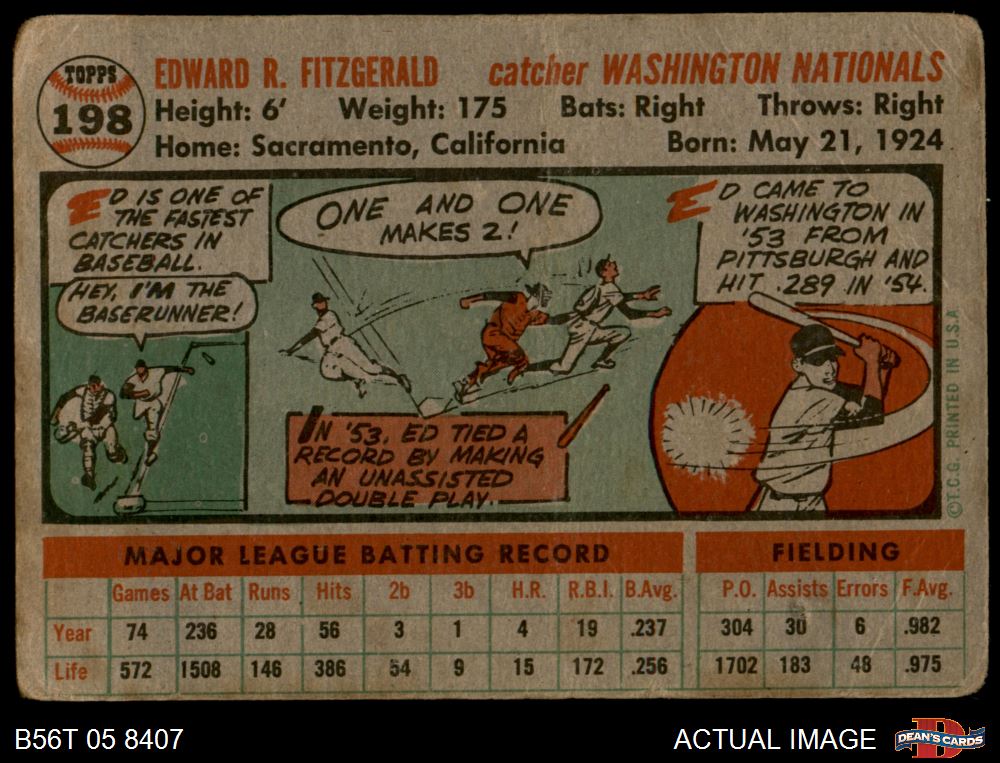 TOPPS
198
EDWARD R. FITZGERALD catcher WASHINGTON NATIONALS
Height: 6' Weight: 175 Bats: Right Throws: Right
Home: Sacramento, California Born: May 21, 1924
ED IS ONE OF
THE FASTEST
CATCHERS IN
BASEBALL.
HEY, I'M THE
BASERUNNER!
ONE AND ONE
MAKES 2!
IN '53, ED TIED A
RECORD BY MAKING
AN UNASSISTED
DOUBLE PLAY.
ED CAME TO
WASHINGTON IN
'53 FROM
PITTSBURGH AND
HIT .289 IN '54.
©T.C.G. PRINTED IN U.S.A
MAJOR LEAGUE BATTING RECORD FIELDING
Games At Bat Runs Hits 2b 3b H.R. R.B.I. B.Avg. P.O. Assists Errors F.Avg.
Year 74 236 28 56 3 1 4 19 .237 304 30 6 .982
Life 572 1508 146 386 54 9 15 172 .256 1702 183 48 .975
B56T 05 8407 ACTUAL IMAGE
DEAN'S CARDS